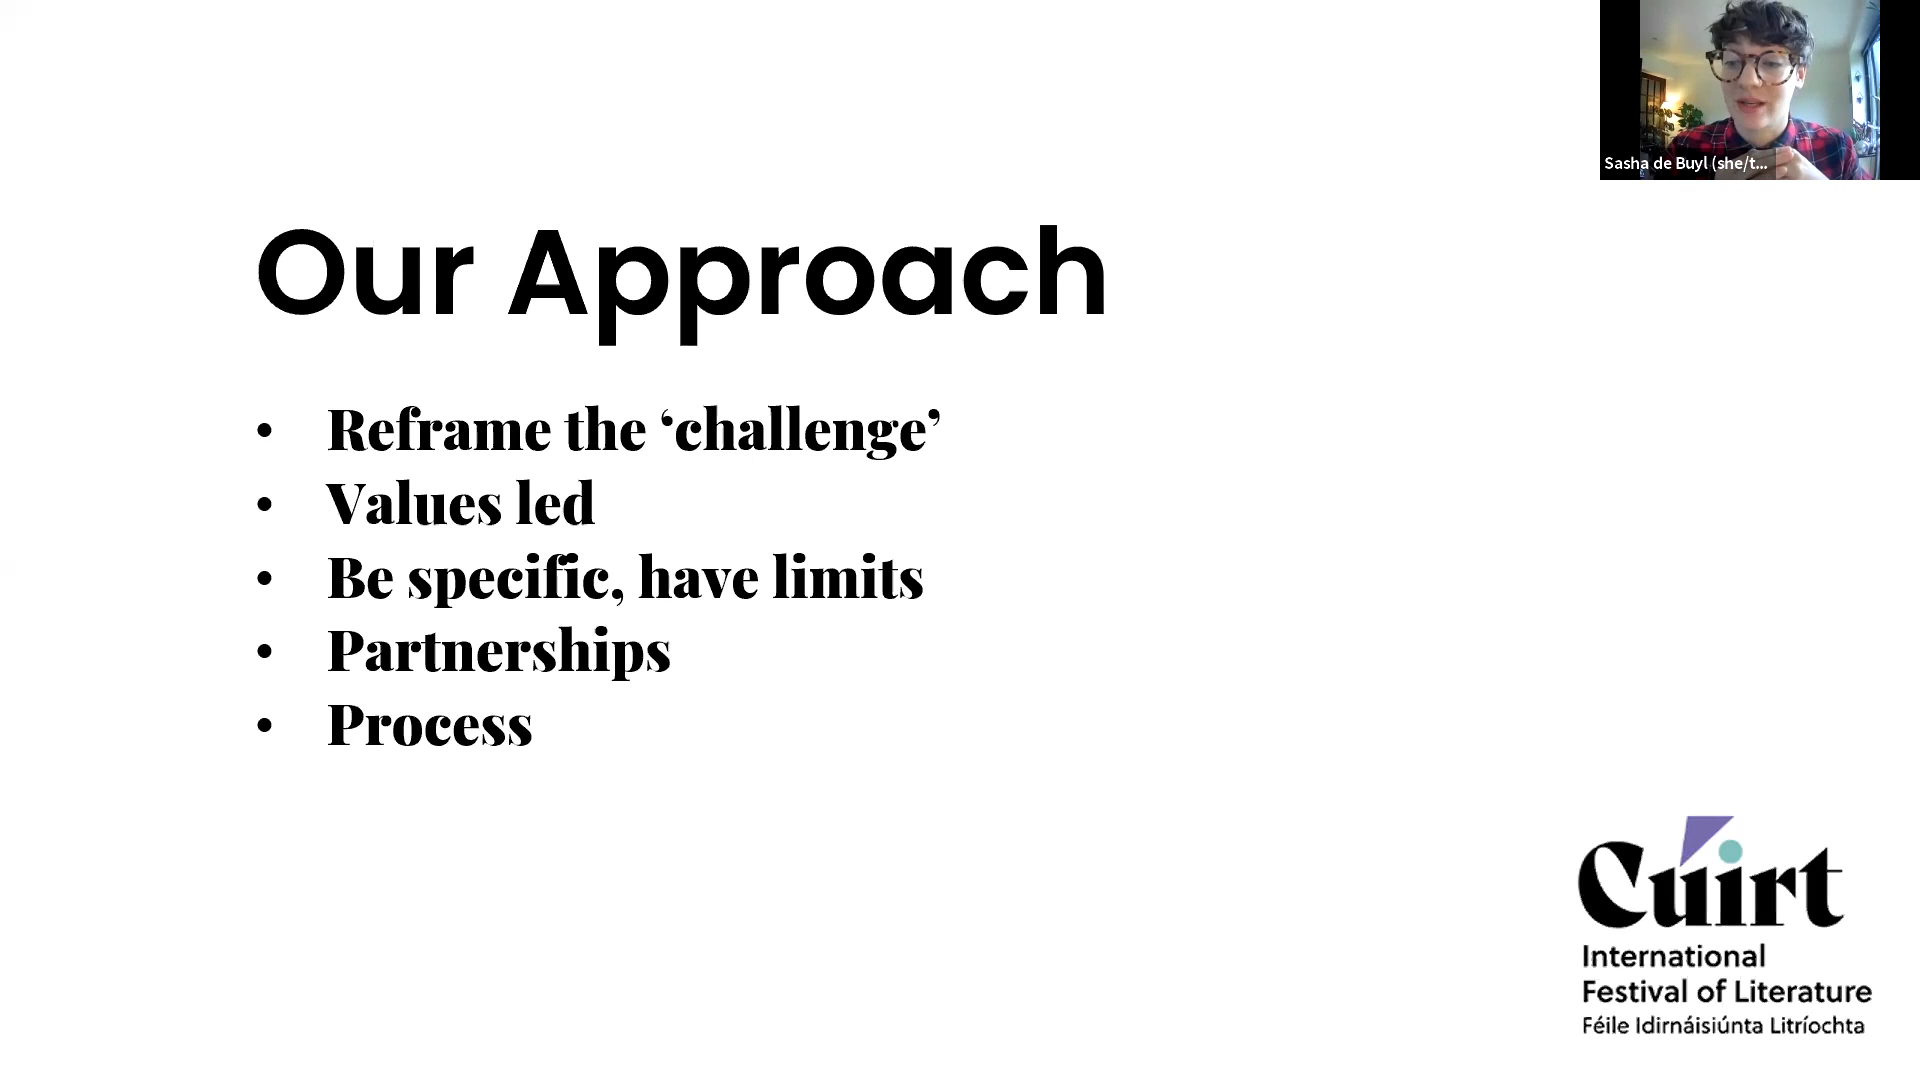 Sasha de Buyl (she/t...
Our Approach
• Reframe the ‘challenge’
• Values led
• Be specific, have limits
• Partnerships
• Process
Cúirt
International
Festival of Literature
Féile Idirnáisiúnta Litríochta